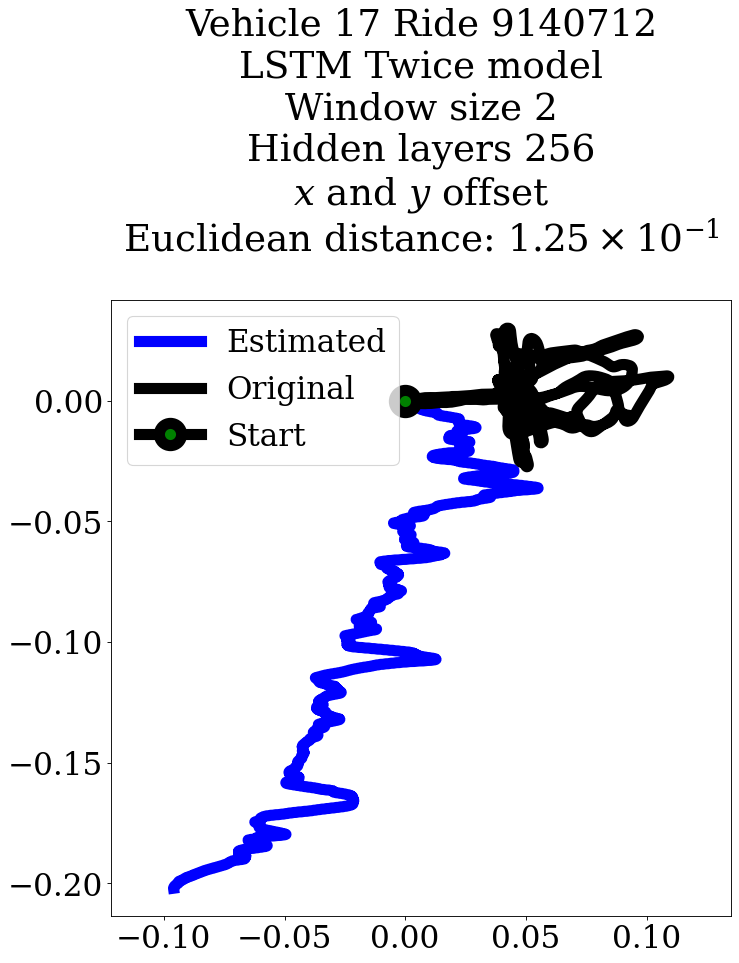 Vehicle 17 Ride 9140712
LSTM Twice model
Window size 2
Hidden layers 256
x and y offset
Euclidean distance: 1.25 × 10⁻¹
Estimated
Original
Start
0.00
−0.05
−0.10
−0.15
−0.20
−0.10 −0.05 0.00 0.05 0.10